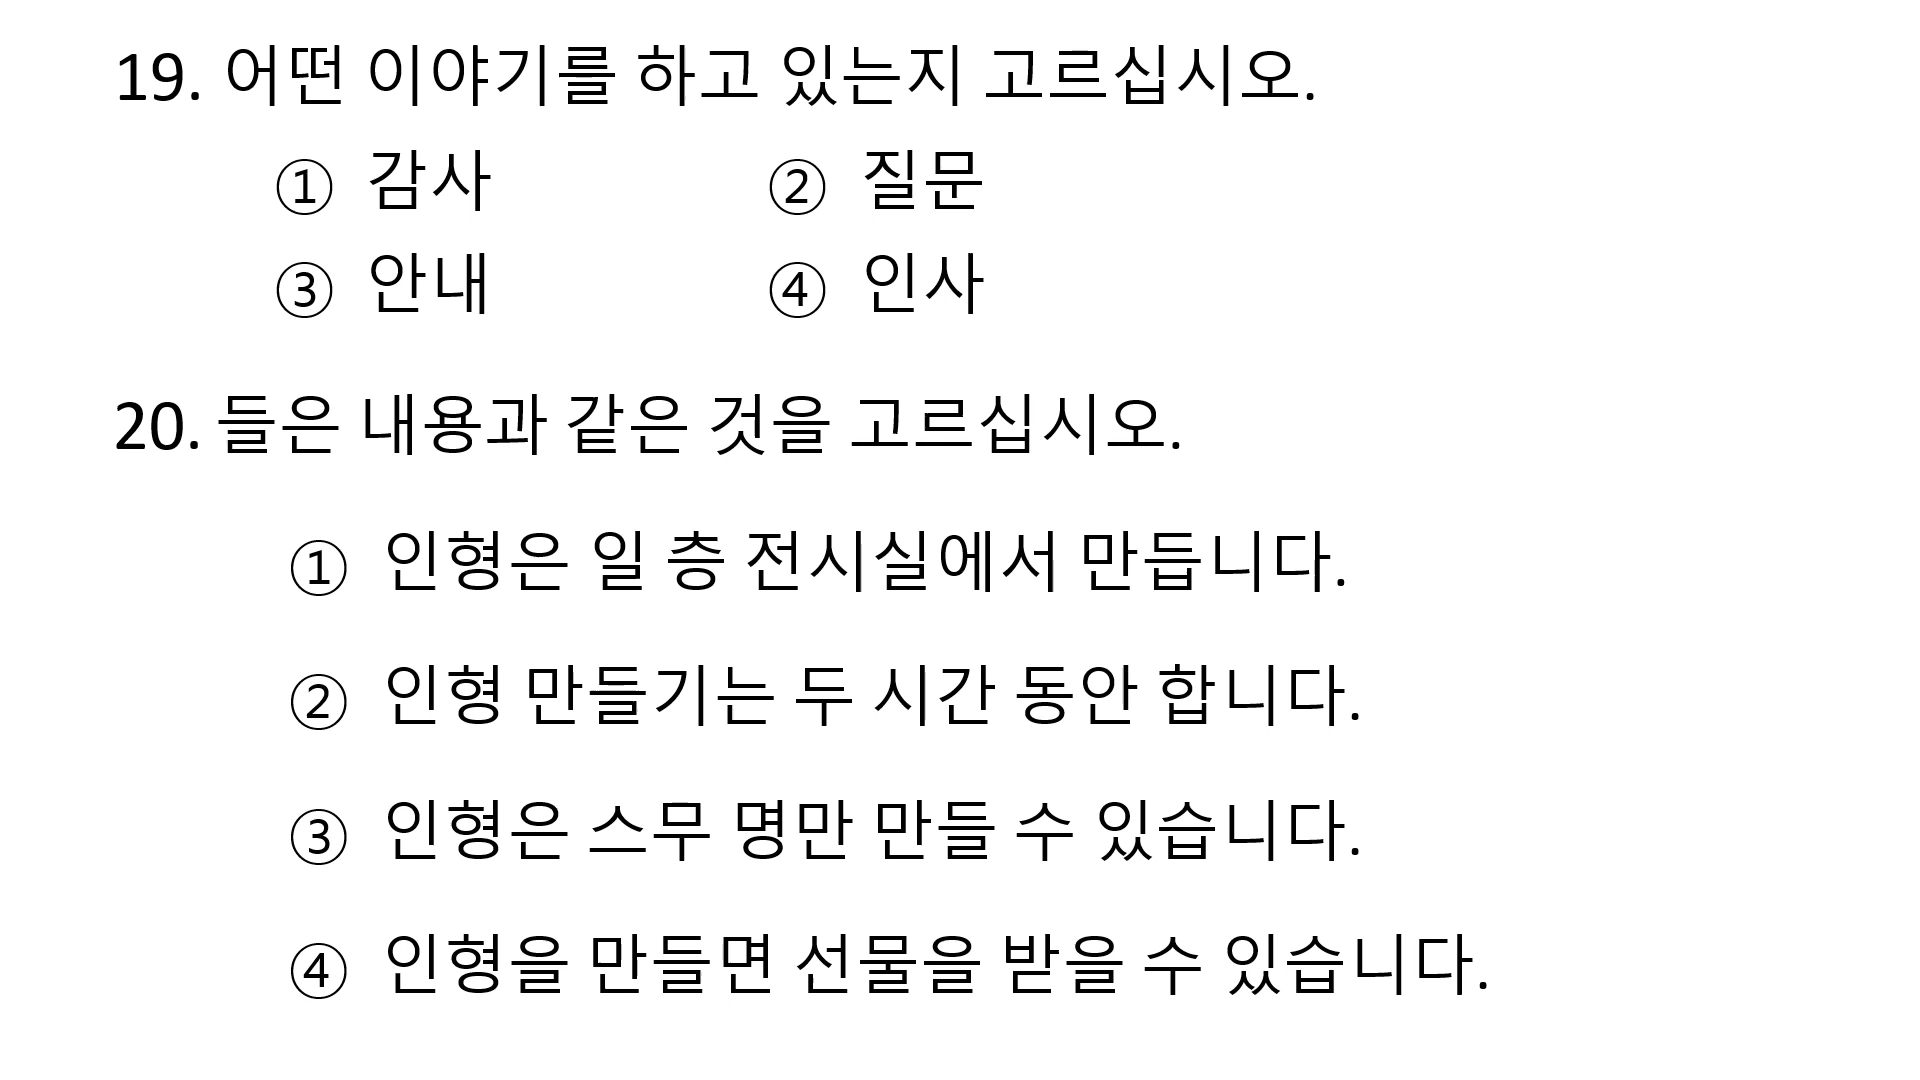 19. 어떤 이야기를 하고 있는지 고르십시오.
① 감사 ② 질문
③ 안내 ④ 인사
20. 들은 내용과 같은 것을 고르십시오.
① 인형은 일 층 전시실에서 만듭니다.
② 인형 만들기는 두 시간 동안 합니다.
③ 인형은 스무 명만 만들 수 있습니다.
④ 인형을 만들면 선물을 받을 수 있습니다.